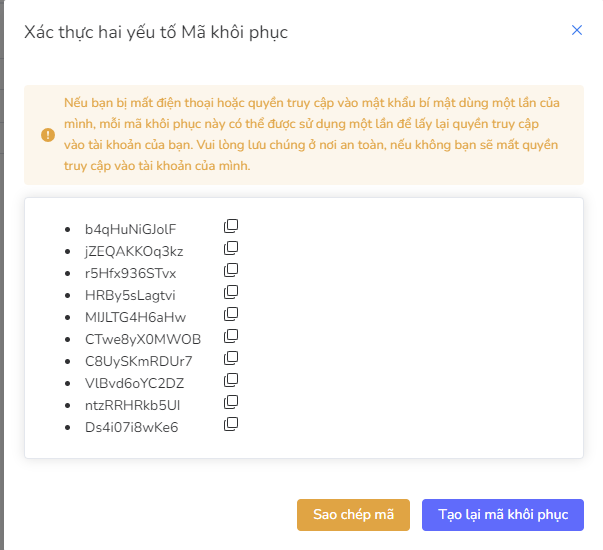 Xác thực hai yếu tố Mã khôi phục
Nếu bạn bị mất điện thoại hoặc quyền truy cập vào mật khẩu bí mật dùng một lần của
mình, mỗi mã khôi phục này có thể được sử dụng một lần để lấy lại quyền truy cập
vào tài khoản của bạn. Vui lòng lưu chúng ở nơi an toàn, nếu không bạn sẽ mất quyền
truy cập vào tài khoản của mình.
• b4qHuNiGJolF
• jZEQAKKOq3kz
• r5Hfx936STvx
• HRBy5sLagtvi
• MIJLTG4H6aHw
• CTwe8yX0MWOB
• C8UySKmRDUr7
• VlBvd6oYC2DZ
• ntzRRHRkb5UI
• Ds4i07i8wKe6
Sao chép mã
Tạo lại mã khôi phục